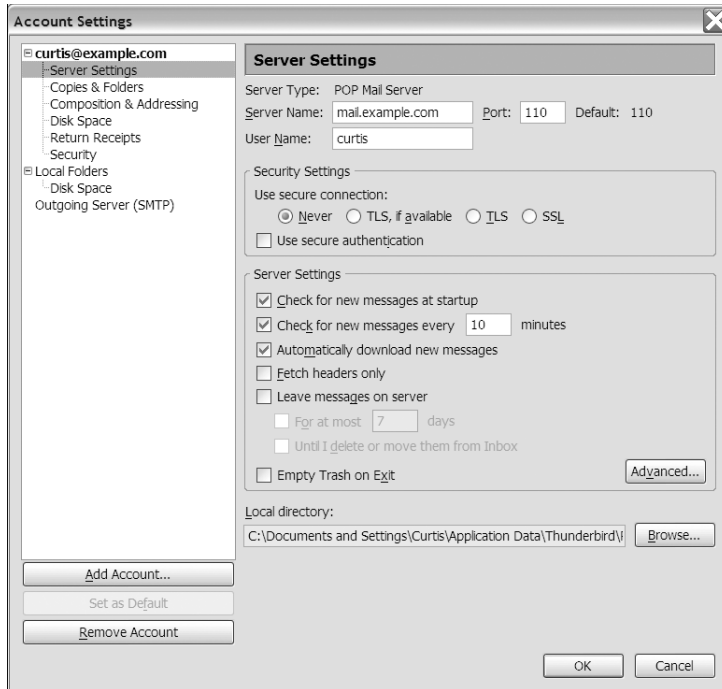 Account Settings
curtis@example.com
Server Settings
Copies & Folders
Composition & Addressing
Disk Space
Return Receipts
Security
Local Folders
Disk Space
Outgoing Server (SMTP)
Add Account...
Set as Default
Remove Account
Server Settings
Server Type: POP Mail Server
Server Name: mail.example.com Port: 110 Default: 110
User Name: curtis
Security Settings
Use secure connection:
Never TLS, if available TLS SSL
Use secure authentication
Server Settings
Check for new messages at startup
Check for new messages every 10 minutes
Automatically download new messages
Fetch headers only
Leave messages on server
For at most 7 days
Until I delete or move them from Inbox
Empty Trash on Exit Advanced...
Local directory:
C:\Documents and Settings\Curtis\Application Data\Thunderbird\ Browse...
OK Cancel